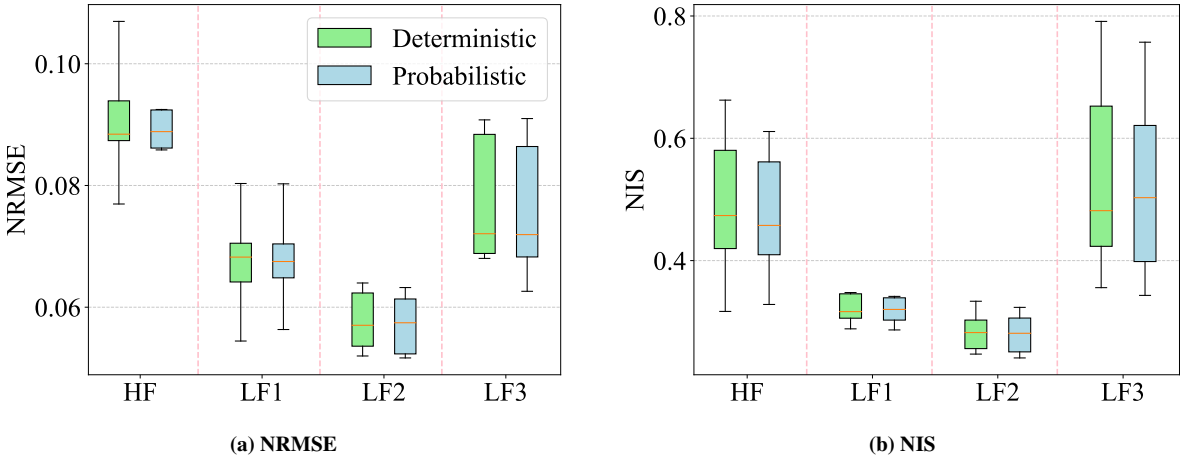 NRMSE
0.10
0.08
0.06
Deterministic
Probabilistic
HF LF1 LF2 LF3
(a) NRMSE
NIS
0.8
0.6
0.4
HF LF1 LF2 LF3
(b) NIS